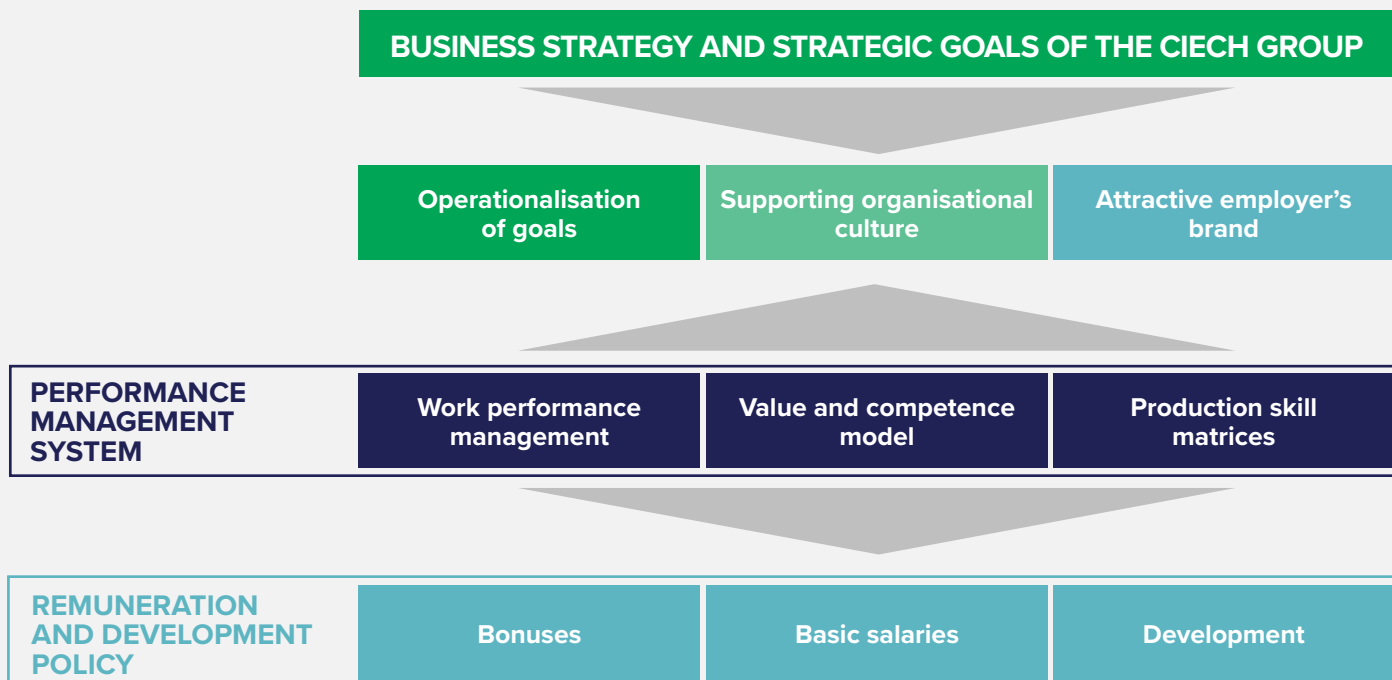 BUSINESS STRATEGY AND STRATEGIC GOALS OF THE CIECH GROUP
Operationalisation
of goals
Supporting organisational
culture
Attractive employer’s
brand
PERFORMANCE
MANAGEMENT
SYSTEM
Work performance
management
Value and competence
model
Production skill
matrices
REMUNERATION
AND DEVELOPMENT
POLICY
Bonuses
Basic salaries
Development